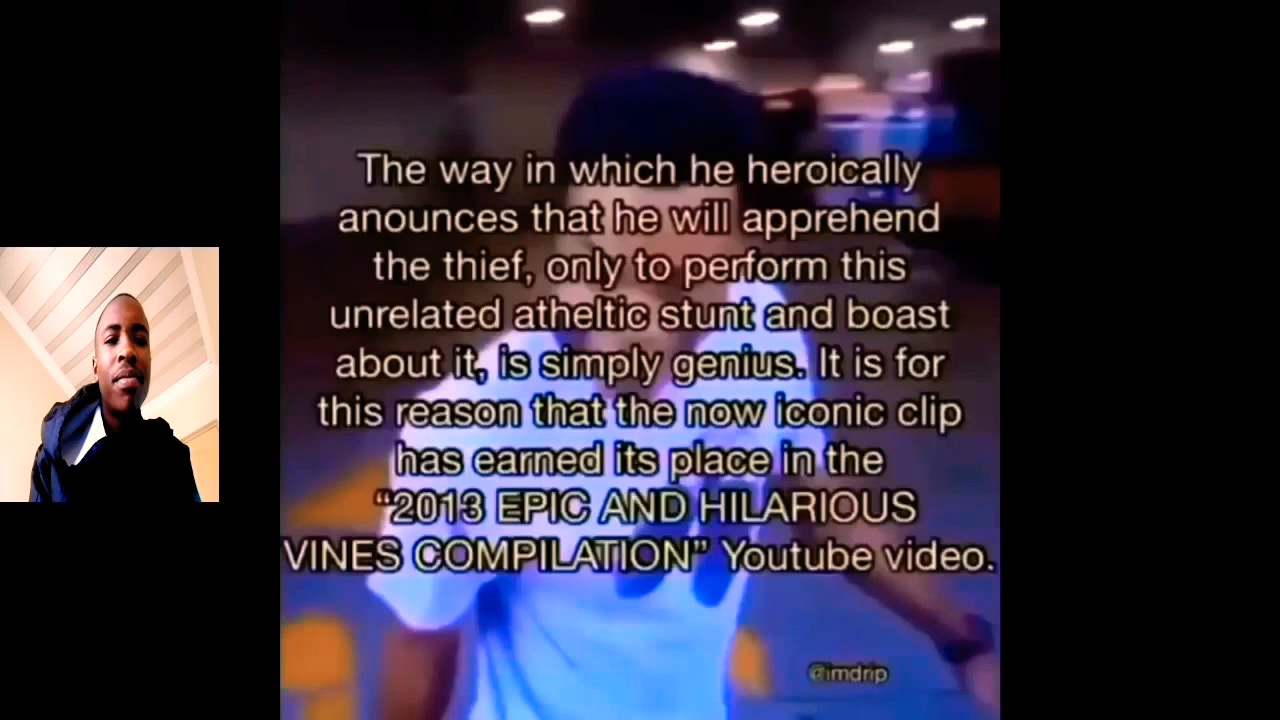 The way in which he heroically
anounces that he will apprehend
the thief, only to perform this
unrelated atheltic stunt and boast
about it, is simply genius. It is for
this reason that the now iconic clip
has earned its place in the
“2013 EPIC AND HILARIOUS
VINES COMPILATION” Youtube video.
@imdrip